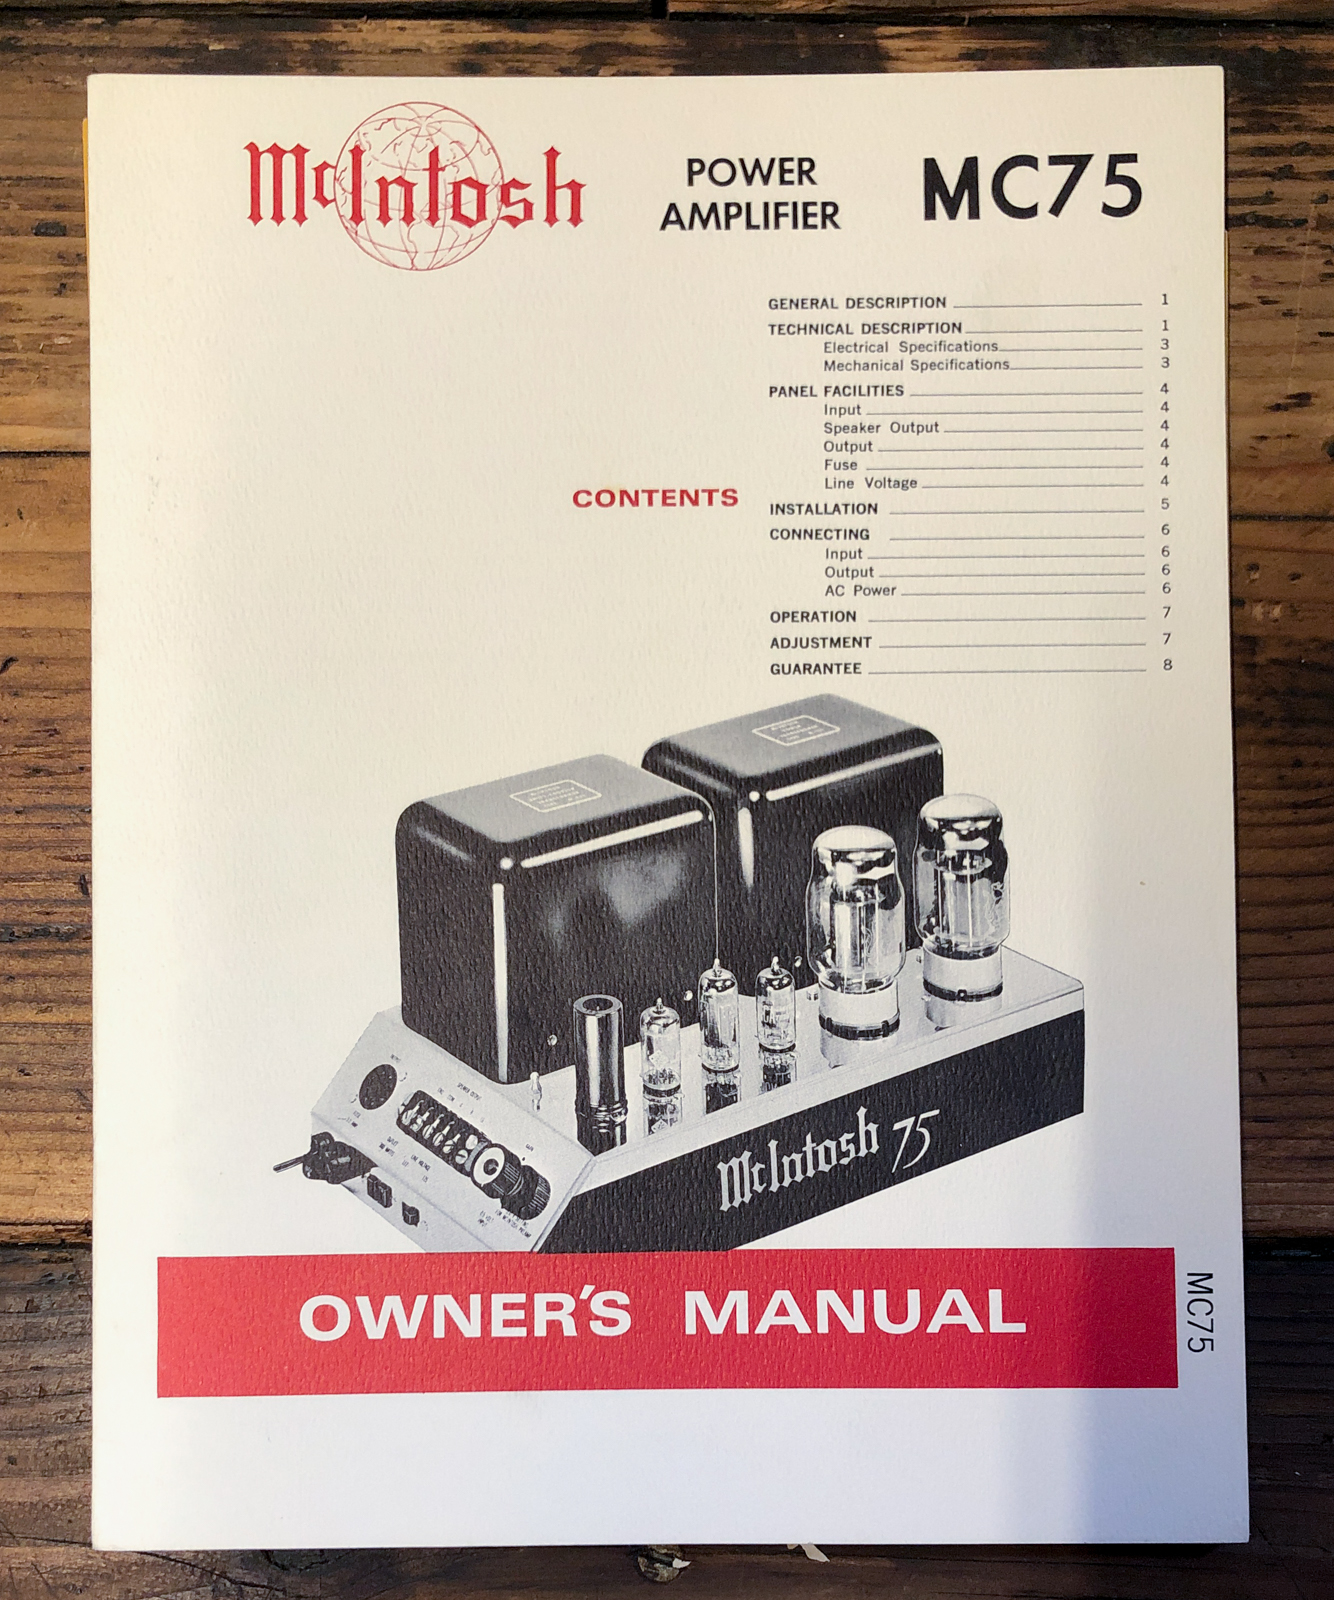 McIntosh
POWER
AMPLIFIER
MC75
CONTENTS
GENERAL DESCRIPTION 1
TECHNICAL DESCRIPTION 1
Electrical Specifications 3
Mechanical Specifications 3
PANEL FACILITIES 4
Input 4
Speaker Output 4
Output 4
Fuse 4
Line Voltage 4
INSTALLATION 5
CONNECTING 6
Input 6
Output 6
AC Power 6
OPERATION 7
ADJUSTMENT 7
GUARANTEE 8
McIntosh 75
OWNER'S MANUAL
MC75